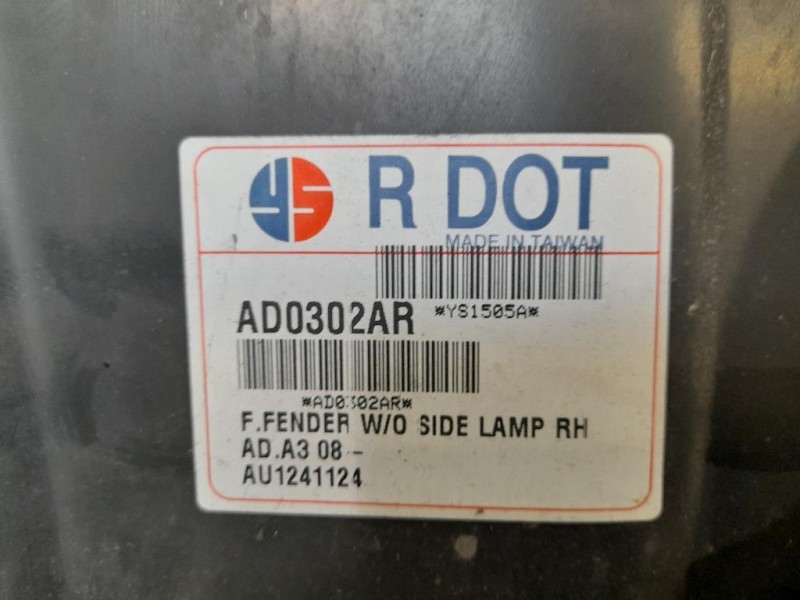 YS R DOT
MADE IN TAIWAN
AD0302AR *YS1505A*
*AD0302AR*
F.FENDER W/O SIDE LAMP RH
AD.A3 08-
AU1241124